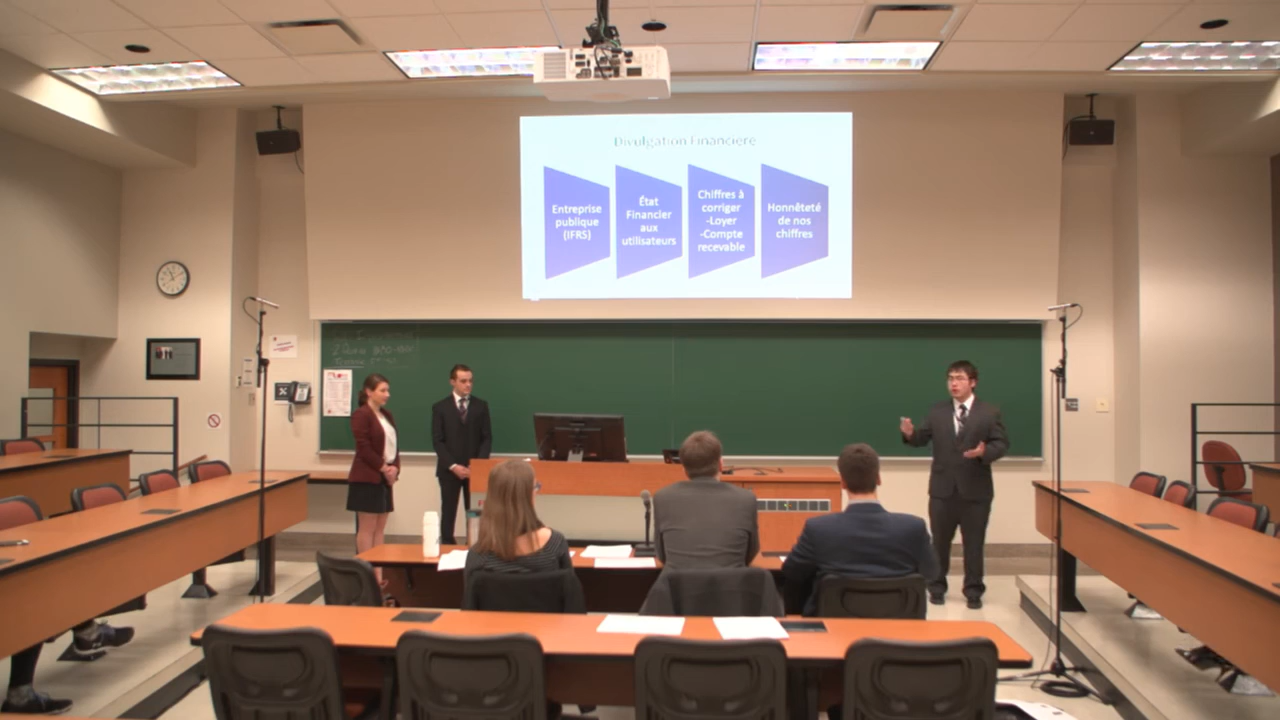 Divulgation Financière
Entreprise
publique
(IFRS)
État
Financier
aux
utilisateurs
Chiffres à
corriger
-Loyer
-Compte
recevable
Honnêteté
de nos
chiffres